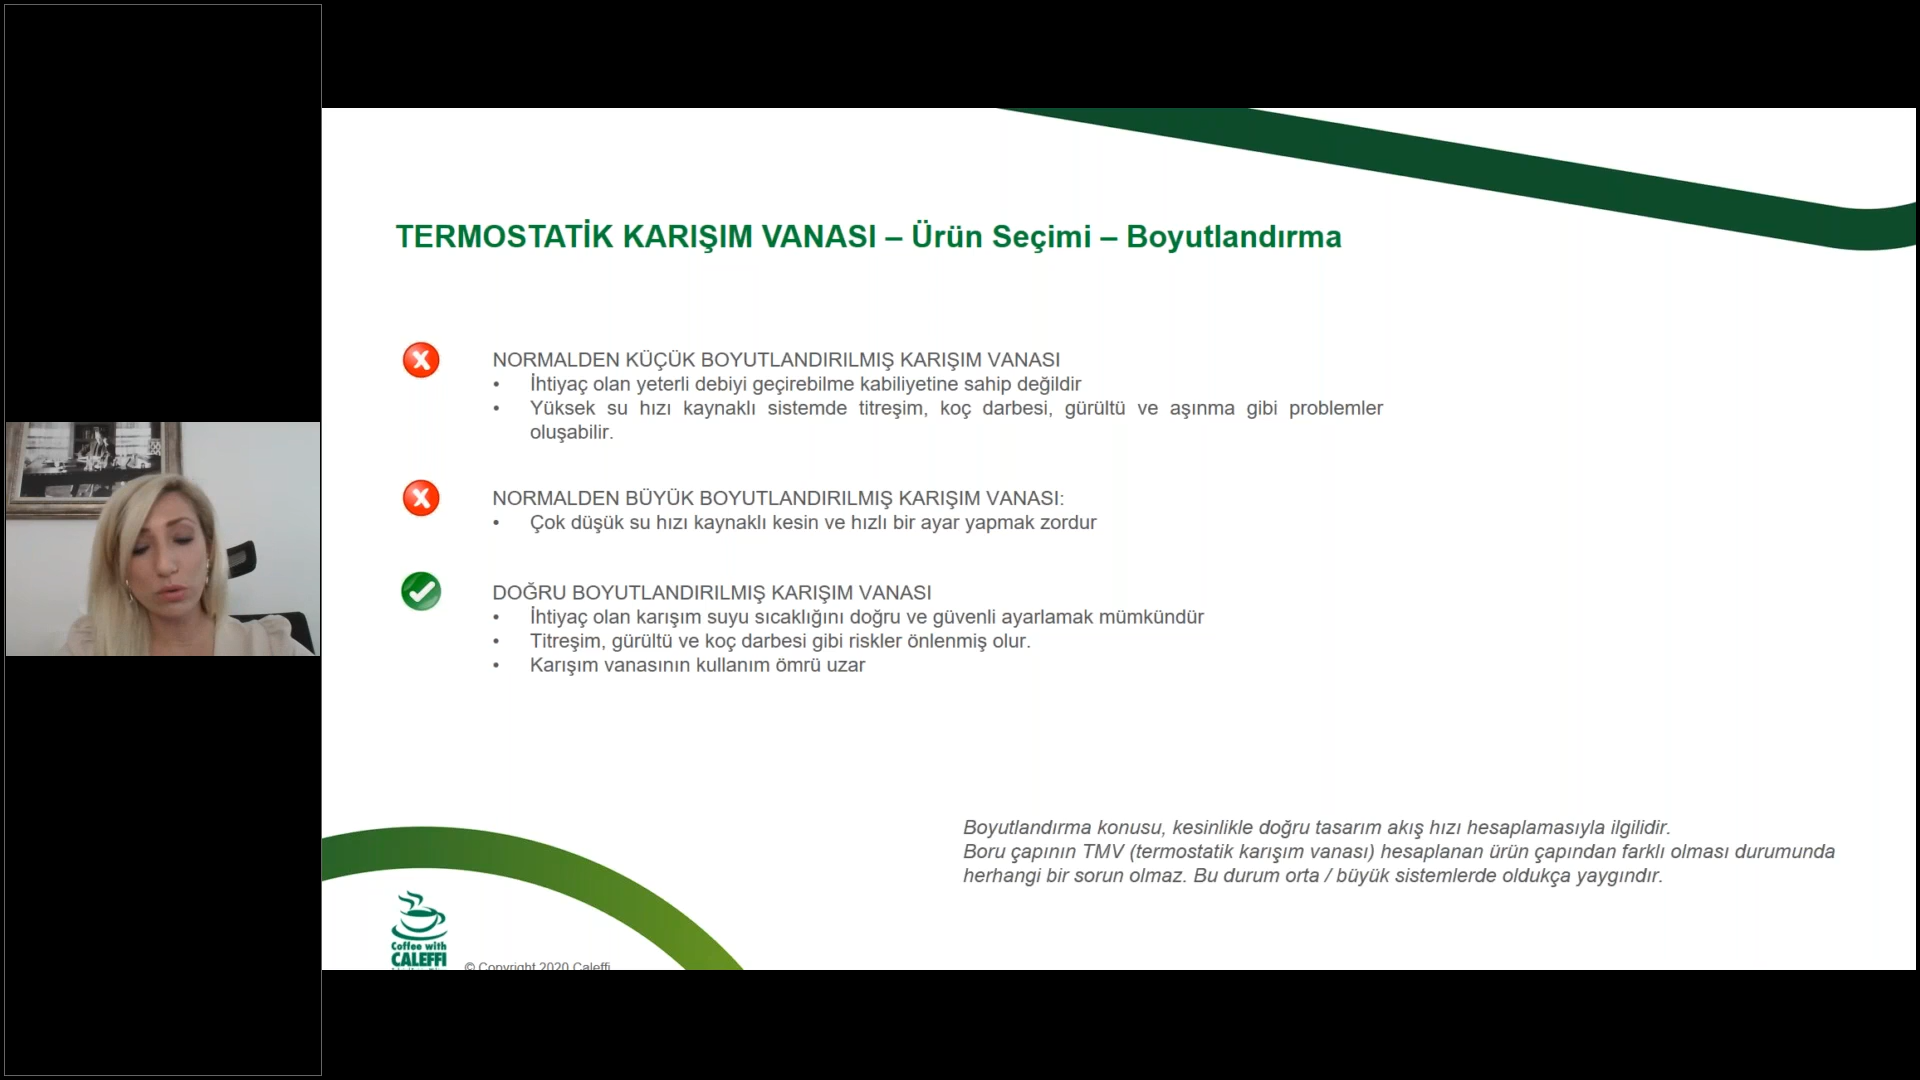 TERMOSTATİK KARIŞIM VANASI – Ürün Seçimi – Boyutlandırma
NORMALDEN KÜÇÜK BOYUTLANDIRILMIŞ KARIŞIM VANASI
• İhtiyaç olan yeterli debiyi geçirebilme kabiliyetine sahip değildir
• Yüksek su hızı kaynaklı sistemde titreşim, koç darbesi, gürültü ve aşınma gibi problemler
oluşabilir.
NORMALDEN BÜYÜK BOYUTLANDIRILMIŞ KARIŞIM VANASI:
• Çok düşük su hızı kaynaklı kesin ve hızlı bir ayar yapmak zordur
DOĞRU BOYUTLANDIRILMIŞ KARIŞIM VANASI
• İhtiyaç olan karışım suyu sıcaklığını doğru ve güvenli ayarlamak mümkündür
• Titreşim, gürültü ve koç darbesi gibi riskler önlenmiş olur.
• Karışım vanasının kullanım ömrü uzar
Boyutlandırma konusu, kesinlikle doğru tasarım akış hızı hesaplamasıyla ilgilidir.
Boru çapının TMV (termostatik karışım vanası) hesaplanan ürün çapından farklı olması durumunda
herhangi bir sorun olmaz. Bu durum orta / büyük sistemlerde oldukça yaygındır.
Coffee with
CALEFFI
© Copyright 2020 Caleffi